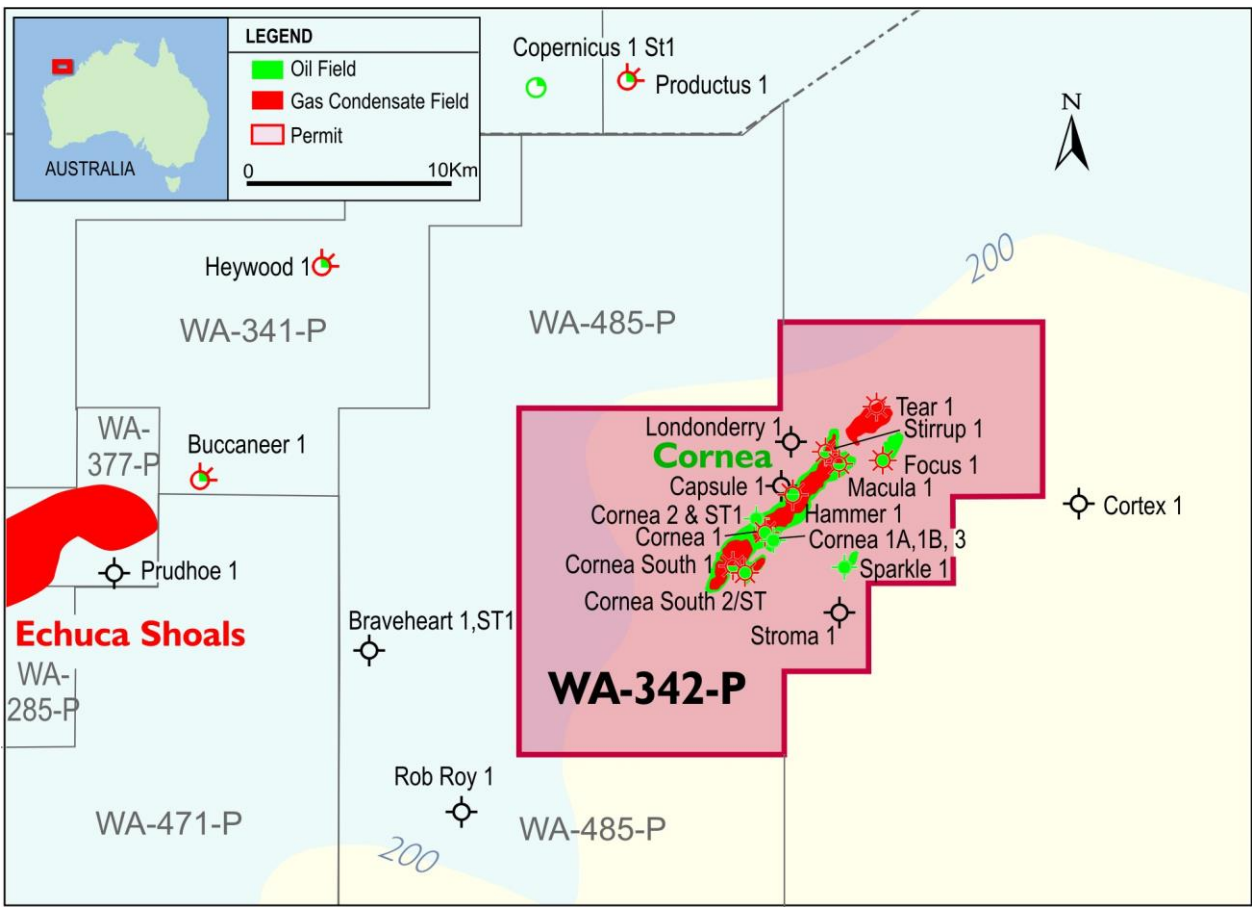 LEGEND
Oil Field
Gas Condensate Field
Permit
0 10Km
AUSTRALIA
Copernicus 1 St1
Productus 1
N
Heywood 1
200
WA-341-P
WA-485-P
WA-
377-P
Buccaneer 1
Tear 1
Londonderry 1
Stirrup 1
Cornea
Focus 1
Capsule 1
Macula 1
Cortex 1
Cornea 2 & ST1
Hammer 1
Cornea 1
Cornea 1A,1B, 3
Cornea South 1
Sparkle 1
Prudhoe 1
Cornea South 2/ST
Echuca Shoals
Braveheart 1,ST1
Stroma 1
WA-
285-P
WA-342-P
Rob Roy 1
WA-471-P
WA-485-P
200